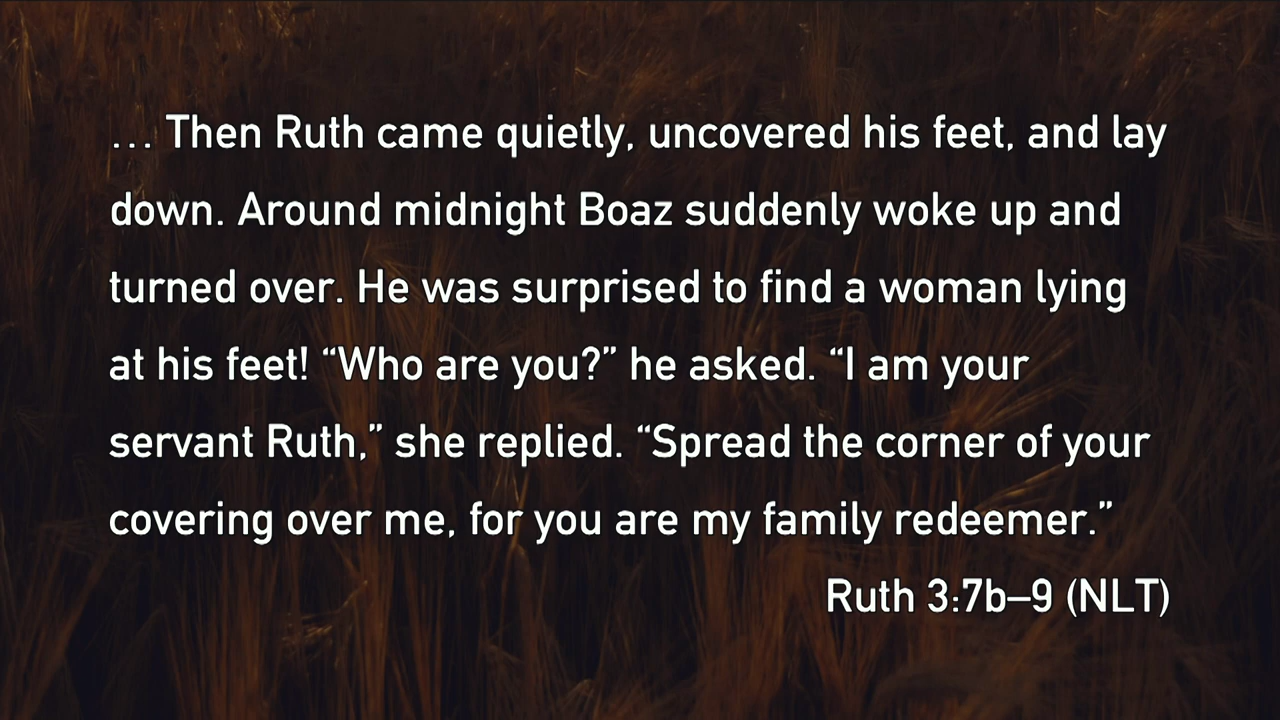 … Then Ruth came quietly, uncovered his feet, and lay
down. Around midnight Boaz suddenly woke up and
turned over. He was surprised to find a woman lying
at his feet! “Who are you?” he asked. “I am your
servant Ruth,” she replied. “Spread the corner of your
covering over me, for you are my family redeemer.”
Ruth 3:7b–9 (NLT)